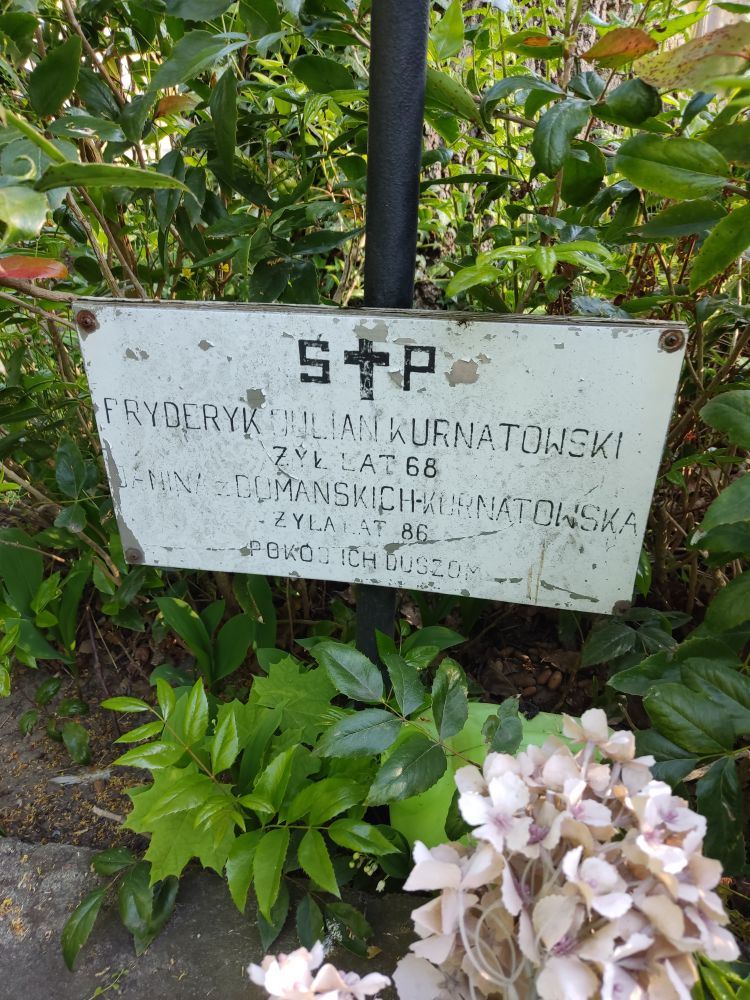 Ś✝P
FRYDERYK JULIAN KURNATOWSKI
ŻYŁ LAT 68
JANINA z DOMAŃSKICH-KURNATOWSKA
ŻYŁA LAT 86
POKÓJ ICH DUSZOM